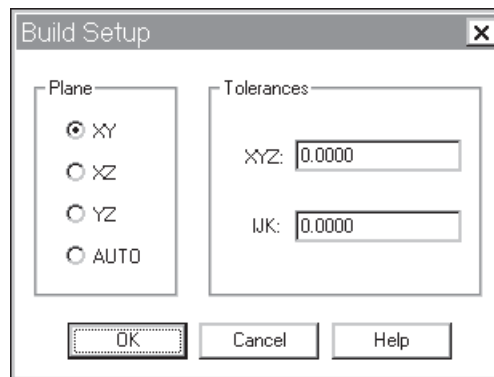 Build Setup
Plane
XY
XZ
YZ
AUTO
Tolerances
XYZ: 0.0000
IJK: 0.0000
OK Cancel Help